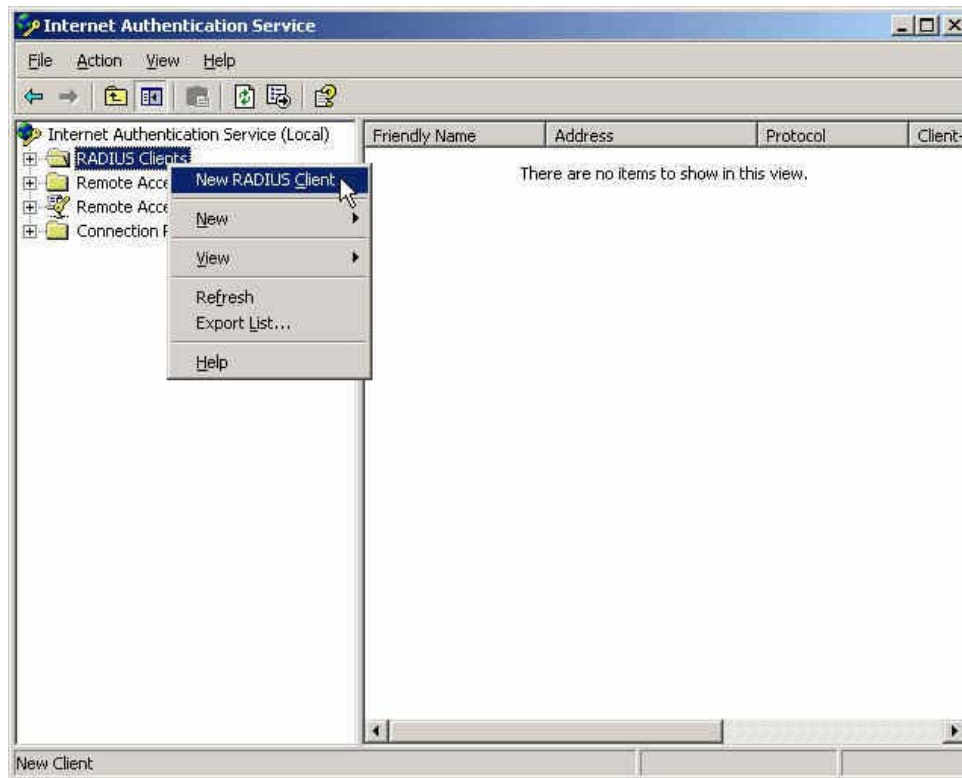 Internet Authentication Service
File Action View Help
Internet Authentication Service (Local)
RADIUS Clients
Remote Acce
Remote Acce
Connection
Friendly Name Address Protocol Client-
There are no items to show in this view.
New RADIUS Client
New
View
Refresh
Export List...
Help
New Client